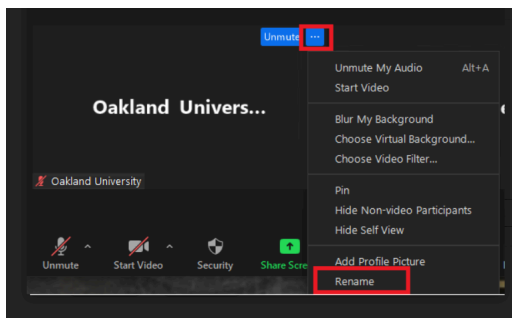 Unmute ...
Unmute My Audio Alt+A
Start Video
Oakland Univers...
Blur My Background
Choose Virtual Background...
Choose Video Filter...
Oakland University
Pin
Hide Non-video Participants
Hide Self View
Add Profile Picture
Rename
Unmute
Start Video
Security
Share Scre